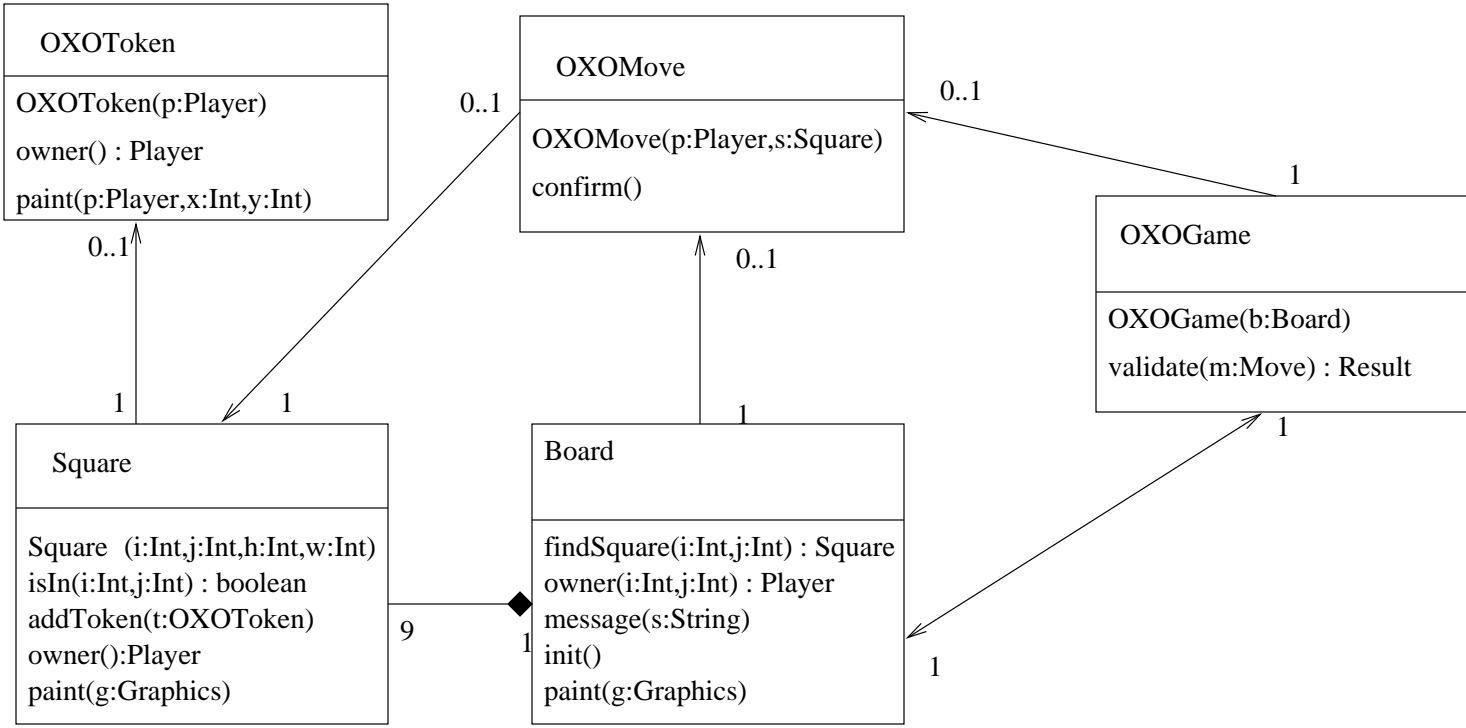 OXOToken
OXOToken(p:Player)
owner() : Player
paint(p:Player,x:Int,y:Int)
0..1
1
OXOMove
OXOMove(p:Player,s:Square)
confirm()
0..1
1
0..1
1
0..1
1
OXOGame
OXOGame(b:Board)
validate(m:Move) : Result
1
1
Square
Square (i:Int,j:Int,h:Int,w:Int)
isIn(i:Int,j:Int) : boolean
addToken(t:OXOToken)
owner():Player
paint(g:Graphics)
9
1
Board
findSquare(i:Int,j:Int) : Square
owner(i:Int,j:Int) : Player
message(s:String)
init()
paint(g:Graphics)